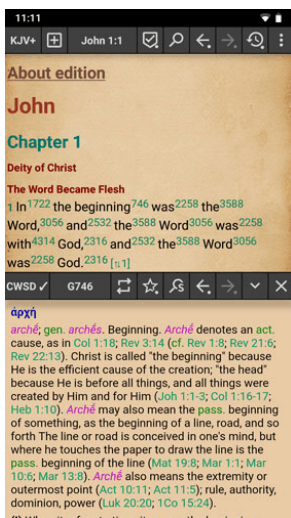 11:11
KJV+ John 1:1
About edition
John
Chapter 1
Deity of Christ
The Word Became Flesh
1 In1722 the beginning746 was2258 the3588
Word,3056 and2532 the3588 Word3056 was2258
with4314 God,2316 and2532 the3588 Word3056
was2258 God.2316 [⇅1]
CWSD ✓ G746
ἀρχή
archḗ; gen. archḗs. Beginning. Archḗ denotes an act.
cause, as in Col 1:18; Rev 3:14 (cf. Rev 1:8; Rev 21:6;
Rev 22:13). Christ is called "the beginning" because
He is the efficient cause of the creation; "the head"
because He is before all things, and all things were
created by Him and for Him (Joh 1:1-3; Col 1:16-17;
Heb 1:10). Archḗ may also mean the pass. beginning
of something, as the beginning of a line, road, and so
forth The line or road is conceived in one's mind, but
where he touches the paper to draw the line is the
pass. beginning of the line (Mat 19:8; Mar 1:1; Mar
10:6; Mar 13:8). Archḗ also means the extremity or
outermost point (Act 10:11; Act 11:5); rule, authority,
dominion, power (Luk 20:20; 1Co 15:24).